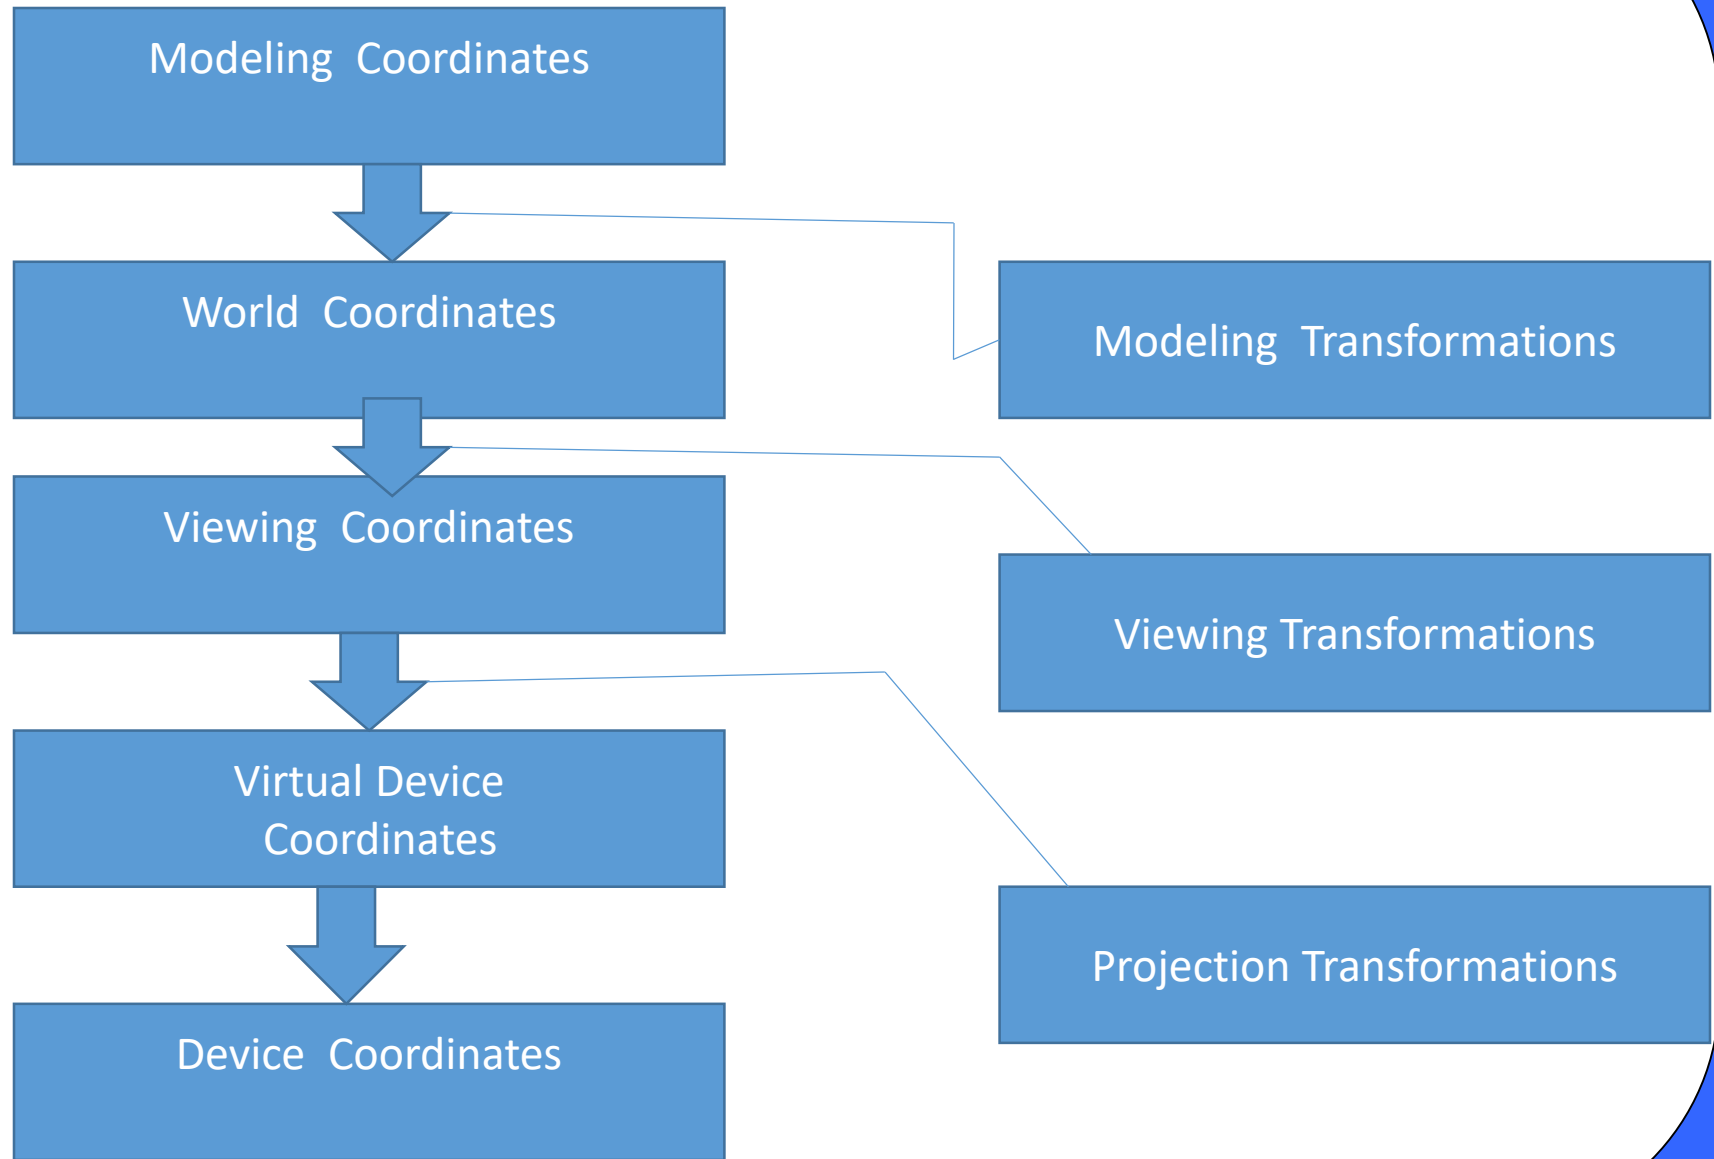 Modeling  Coordinates
World  Coordinates
Modeling  Transformations
Viewing  Coordinates
Viewing Transformations
Virtual Device
Coordinates
Projection Transformations
Device  Coordinates